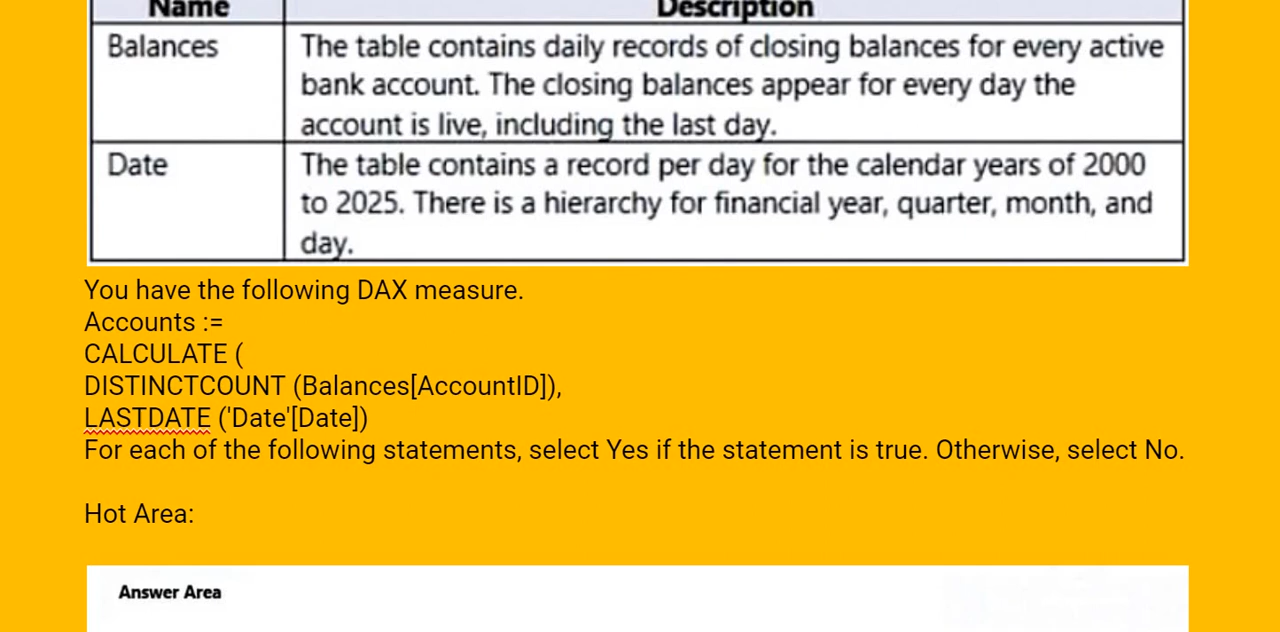 Name Description
Balances The table contains daily records of closing balances for every active
bank account. The closing balances appear for every day the
account is live, including the last day.
Date The table contains a record per day for the calendar years of 2000
to 2025. There is a hierarchy for financial year, quarter, month, and
day.
You have the following DAX measure.
Accounts :=
CALCULATE (
DISTINCTCOUNT (Balances[AccountID]),
LASTDATE ('Date'[Date])
For each of the following statements, select Yes if the statement is true. Otherwise, select No.
Hot Area:
Answer Area